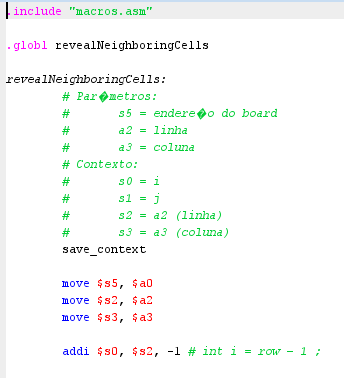 .include "macros.asm"
.globl revealNeighboringCells
revealNeighboringCells:
# Par�metros:
# s5 = endere�o do board
# a2 = linha
# a3 = coluna
# Contexto:
# s0 = i
# s1 = j
# s2 = a2 (linha)
# s3 = a3 (coluna)
save_context
move $s5, $a0
move $s2, $a2
move $s3, $a3
addi $s0, $s2, -1 # int i = row - 1 ;